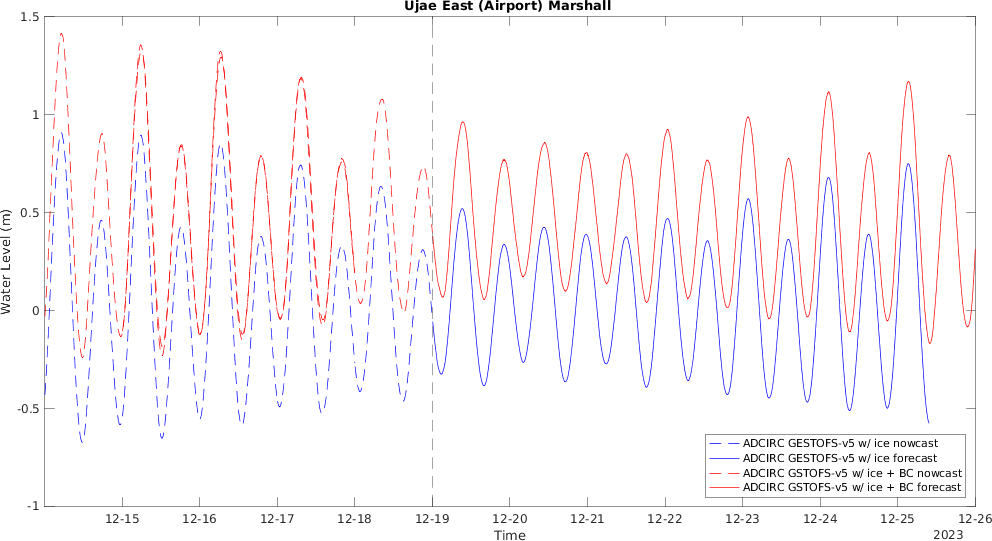 Ujae East (Airport) Marshall
1.5
1
0.5
0
-0.5
-1
Water Level (m)
12-15 12-16 12-17 12-18 12-19 12-20 12-21 12-22 12-23 12-24 12-25 12-26
Time
2023
ADCIRC GESTOFS-v5 w/ ice nowcast
ADCIRC GESTOFS-v5 w/ ice forecast
ADCIRC GSTOFS-v5 w/ ice + BC nowcast
ADCIRC GSTOFS-v5 w/ ice + BC forecast